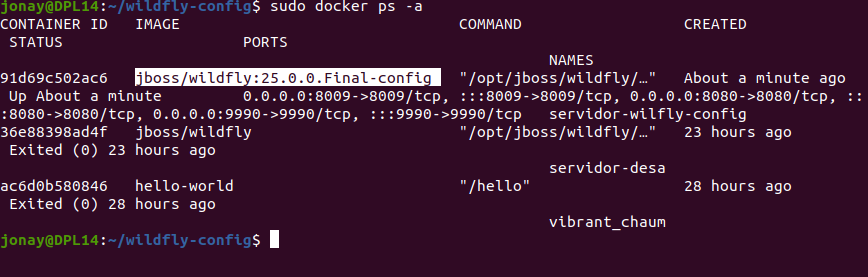 jonay@DPL14:~/wildfly-config$ sudo docker ps -a
CONTAINER ID   IMAGE                                COMMAND                  CREATED
 STATUS                       PORTS
                                                                      NAMES
91d69c502ac6   jboss/wildfly:25.0.0.Final-config   "/opt/jboss/wildfly/…"   About a minute ago
 Up About a minute          0.0.0.0:8009->8009/tcp, :::8009->8009/tcp, 0.0.0.0:8080->8080/tcp, ::
:8080->8080/tcp, 0.0.0.0:9990->9990/tcp, :::9990->9990/tcp   servidor-wilfly-config
36e88398ad4f   jboss/wildfly                        "/opt/jboss/wildfly/…"   23 hours ago
 Exited (0) 23 hours ago
                                                                      servidor-desa
ac6d0b580846   hello-world                          "/hello"                 28 hours ago
 Exited (0) 28 hours ago
                                                                      vibrant_chaum
jonay@DPL14:~/wildfly-config$